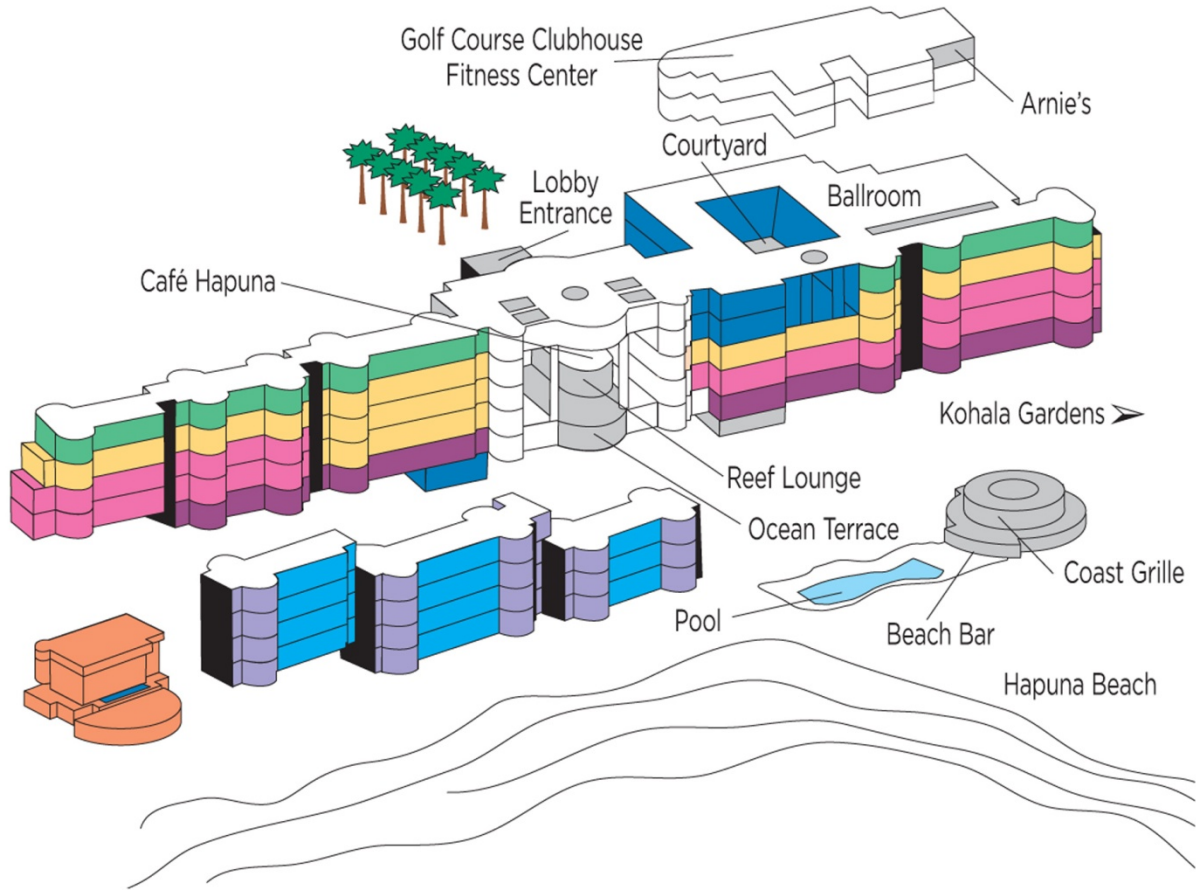 Golf Course Clubhouse
Fitness Center
Arnie's
Courtyard
Lobby
Entrance
Ballroom
Café Hapuna
Kohala Gardens
Reef Lounge
Ocean Terrace
Coast Grille
Pool
Beach Bar
Hapuna Beach